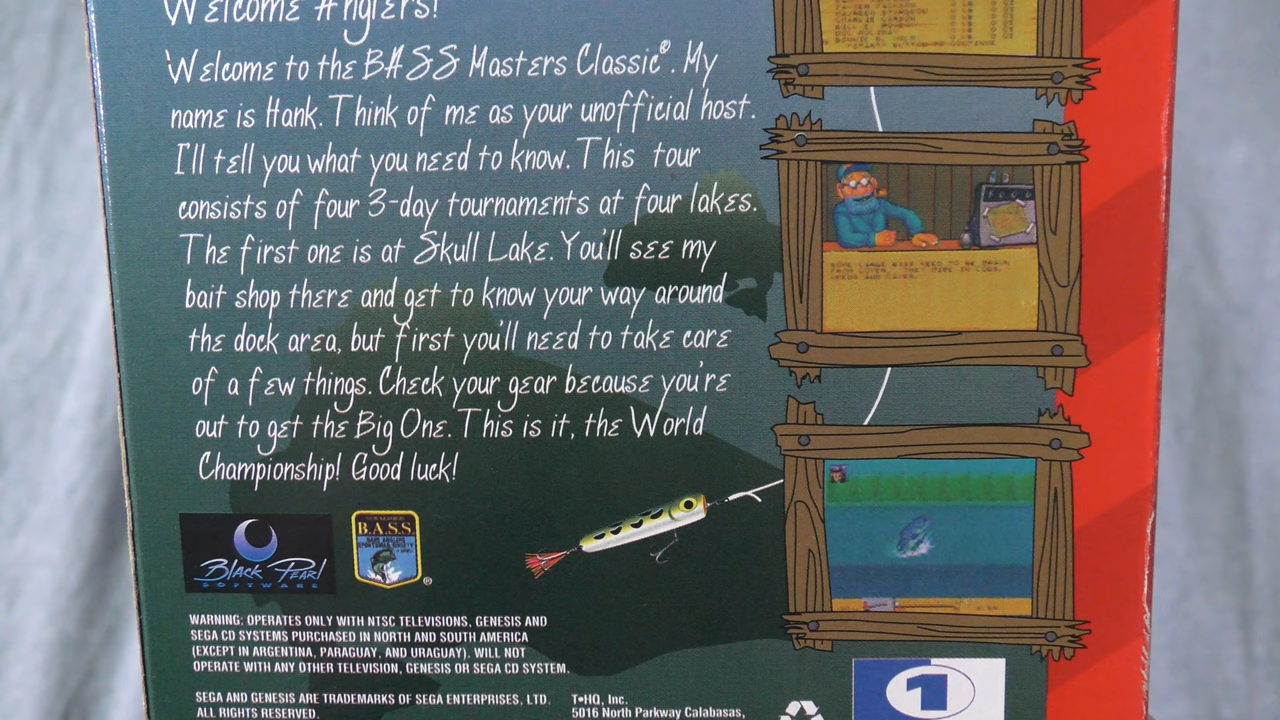 Welcome Anglers!
Welcome to the BASS Masters Classic®. My
name is Hank. Think of me as your unofficial host.
I'll tell you what you need to know. This tour
consists of four 3-day tournaments at four lakes.
The first one is at Skull Lake. You'll see my
bait shop there and get to know your way around
the dock area, but first you'll need to take care
of a few things. Check your gear because you're
out to get the Big One. This is it, the World
Championship! Good luck!
BLACK PEARL
SOFTWARE
B.A.S.S.
®
WARNING: OPERATES ONLY WITH NTSC TELEVISIONS, GENESIS AND
SEGA CD SYSTEMS PURCHASED IN NORTH AND SOUTH AMERICA
(EXCEPT IN ARGENTINA, PARAGUAY, AND URAGUAY). WILL NOT
OPERATE WITH ANY OTHER TELEVISION, GENESIS OR SEGA CD SYSTEM.
SEGA AND GENESIS ARE TRADEMARKS OF SEGA ENTERPRISES, LTD.
ALL RIGHTS RESERVED.
T•HQ, Inc.
5016 North Parkway Calabasas,
1